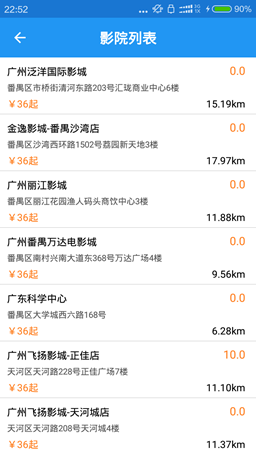 22:52
90%
影院列表
广州泛洋国际影城 0.0
番禺区市桥街清河东路203号汇珑商业中心6楼
￥36起 15.19km
金逸影城-番禺沙湾店 0.0
番禺区沙湾西环路1502号荔园新天地3楼
￥36起 17.97km
广州丽江影城 0.0
番禺区丽江花园渔人码头商饮中心3楼
￥36起 11.88km
广州番禺万达电影城 0.0
番禺区南村兴南大道东368号万达广场4楼
￥36起 9.56km
广东科学中心 0.0
番禺区大学城西六路168号
￥36起 6.28km
广州飞扬影城-正佳店 10.0
天河区天河路228号正佳广场7楼
￥36起 11.10km
广州飞扬影城-天河城店 0.0
天河区天河路208号天河城4楼
￥36起 11.37km